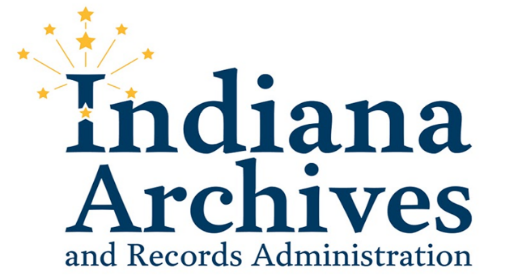 Indiana
Archives
and Records Administration